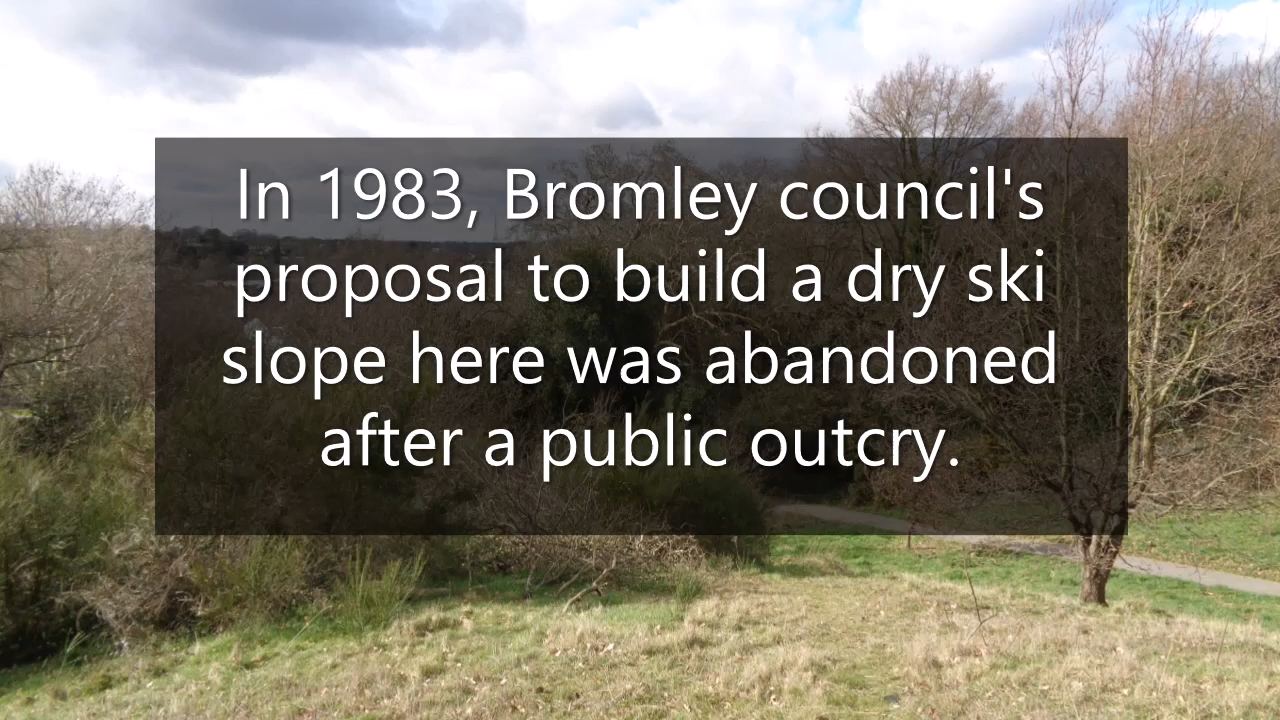 In 1983, Bromley council's
proposal to build a dry ski
slope here was abandoned
after a public outcry.